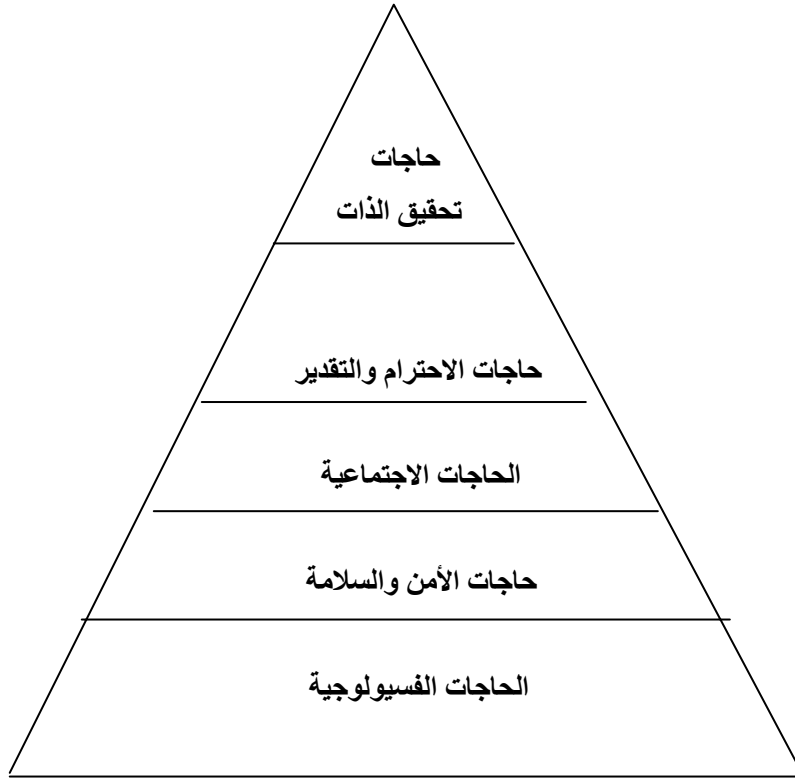 حاجات
تحقيق الذات
حاجات الاحترام والتقدير
الحاجات الاجتماعية
حاجات الأمن والسلامة
الحاجات الفسيولوجية